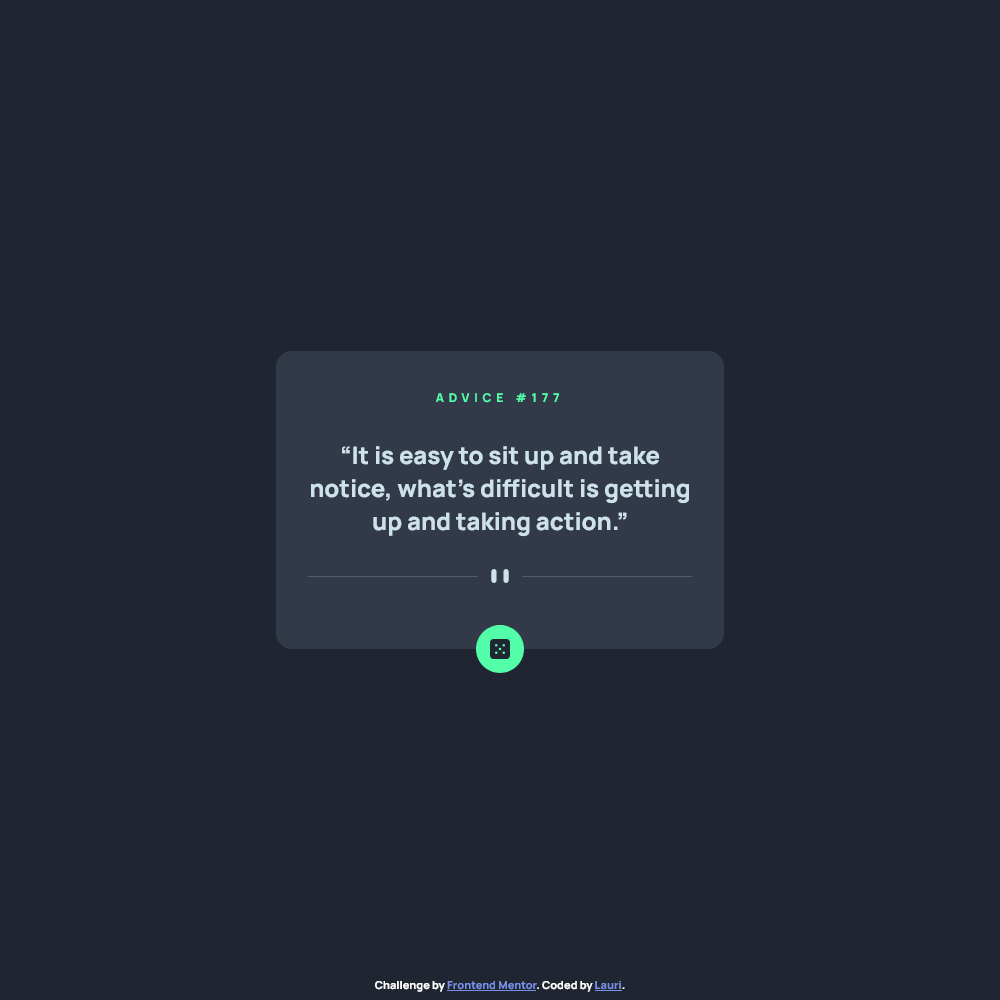 ADVICE #177
“It is easy to sit up and take
notice, what's difficult is getting
up and taking action.”
Challenge by Frontend Mentor. Coded by Lauri.